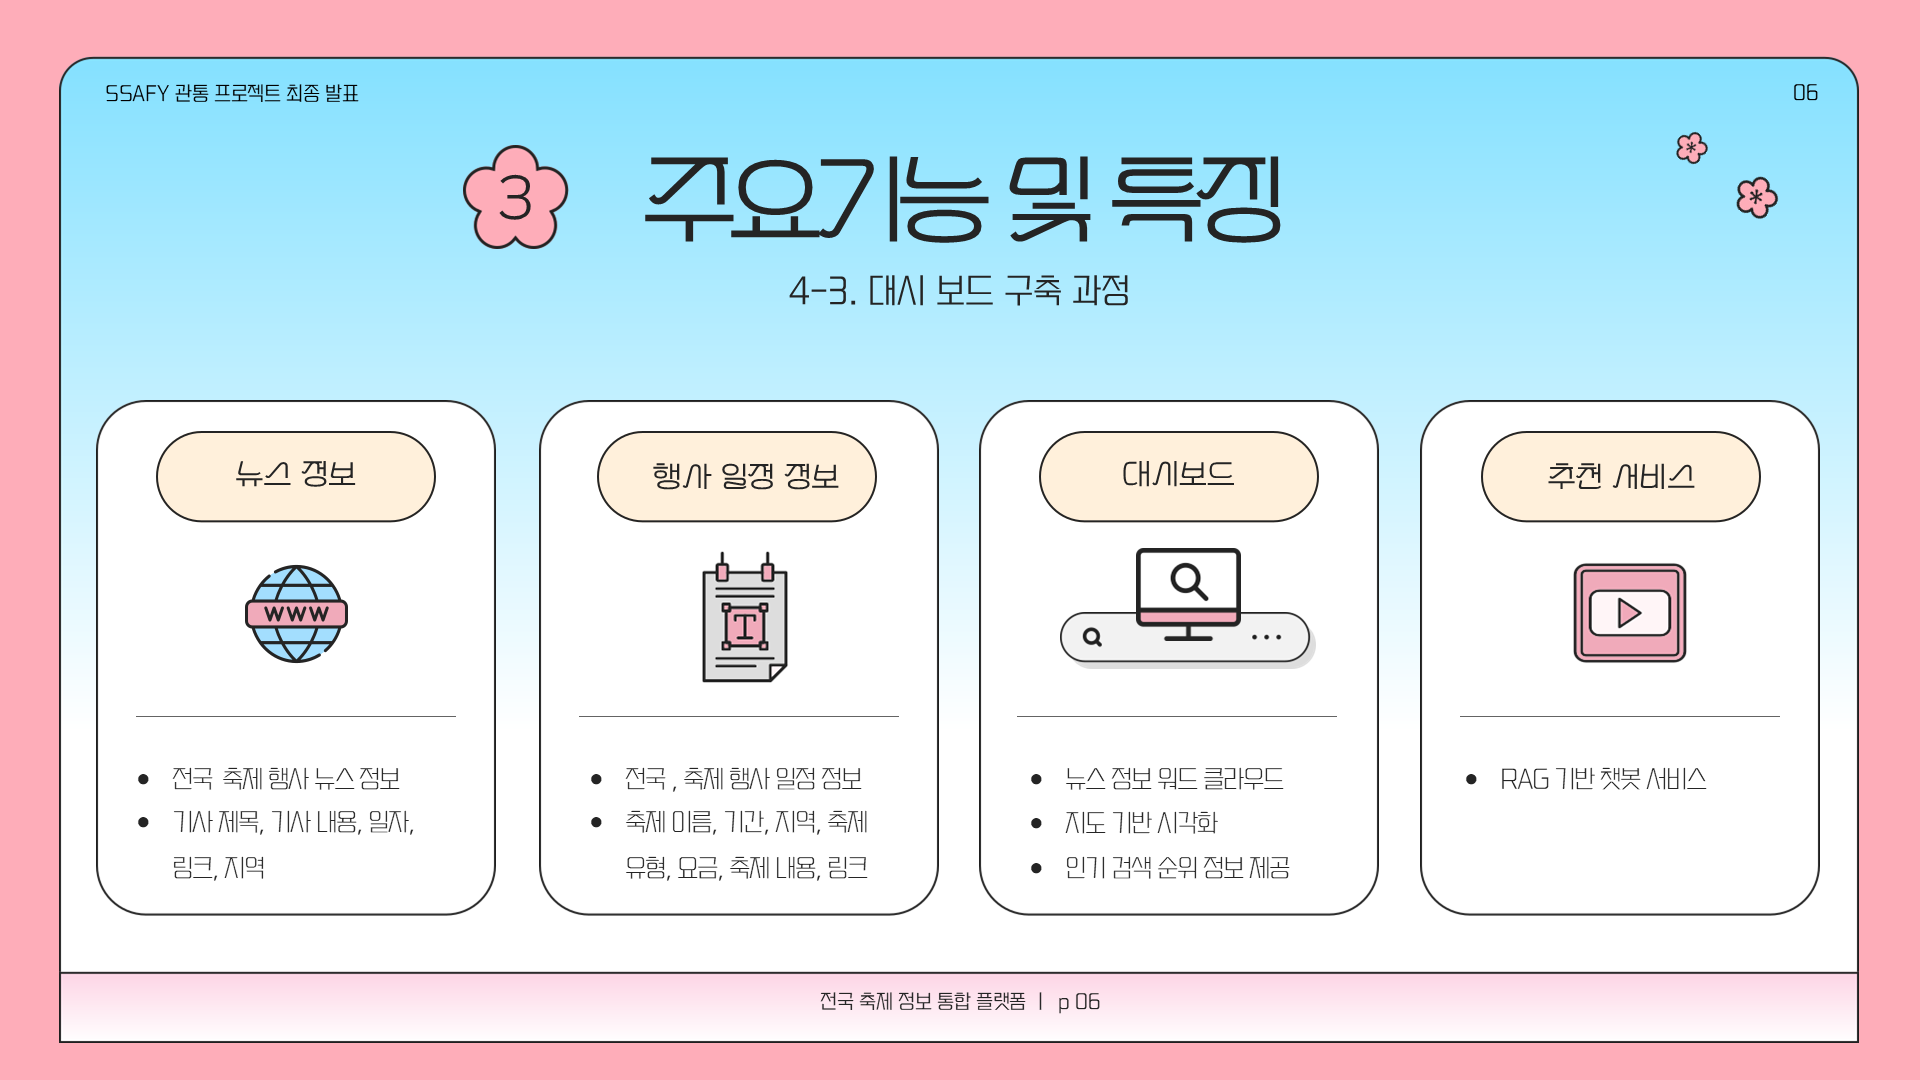 SSAFY 관통 프로젝트 최종 발표
06
3
주요기능 및 특징
4-3. 대시 보드 구축 과정
뉴스 정보
행사 일정 정보
대시보드
추천 서비스
WWW
T
• 전국 축제 행사 뉴스 정보
• 기사 제목, 기사 내용, 일자,
링크, 지역
• 전국 , 축제 행사 일정 정보
• 축제 이름, 기간, 지역, 축제
유형, 요금, 축제 내용, 링크
• 뉴스 정보 워드 클라우드
• 지도 기반 시각화
• 인기 검색 순위 정보 제공
• RAG 기반 챗봇 서비스
전국 축제 정보 통합 플랫폼 | p 06